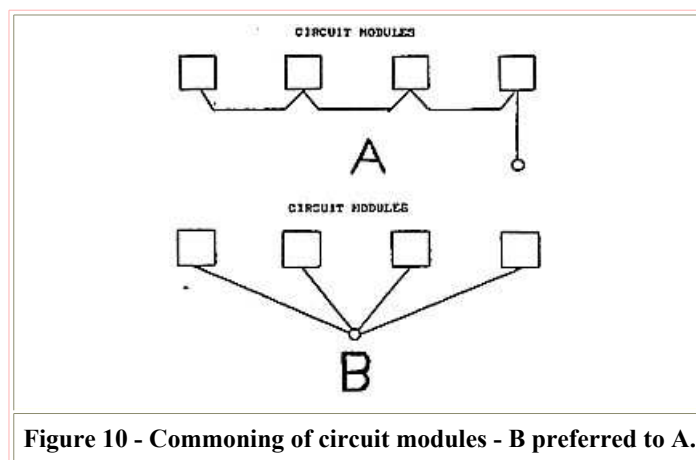 CIRCUIT MODULES
A
CIRCUIT MODULES
B
Figure 10 - Commoning of circuit modules - B preferred to A.